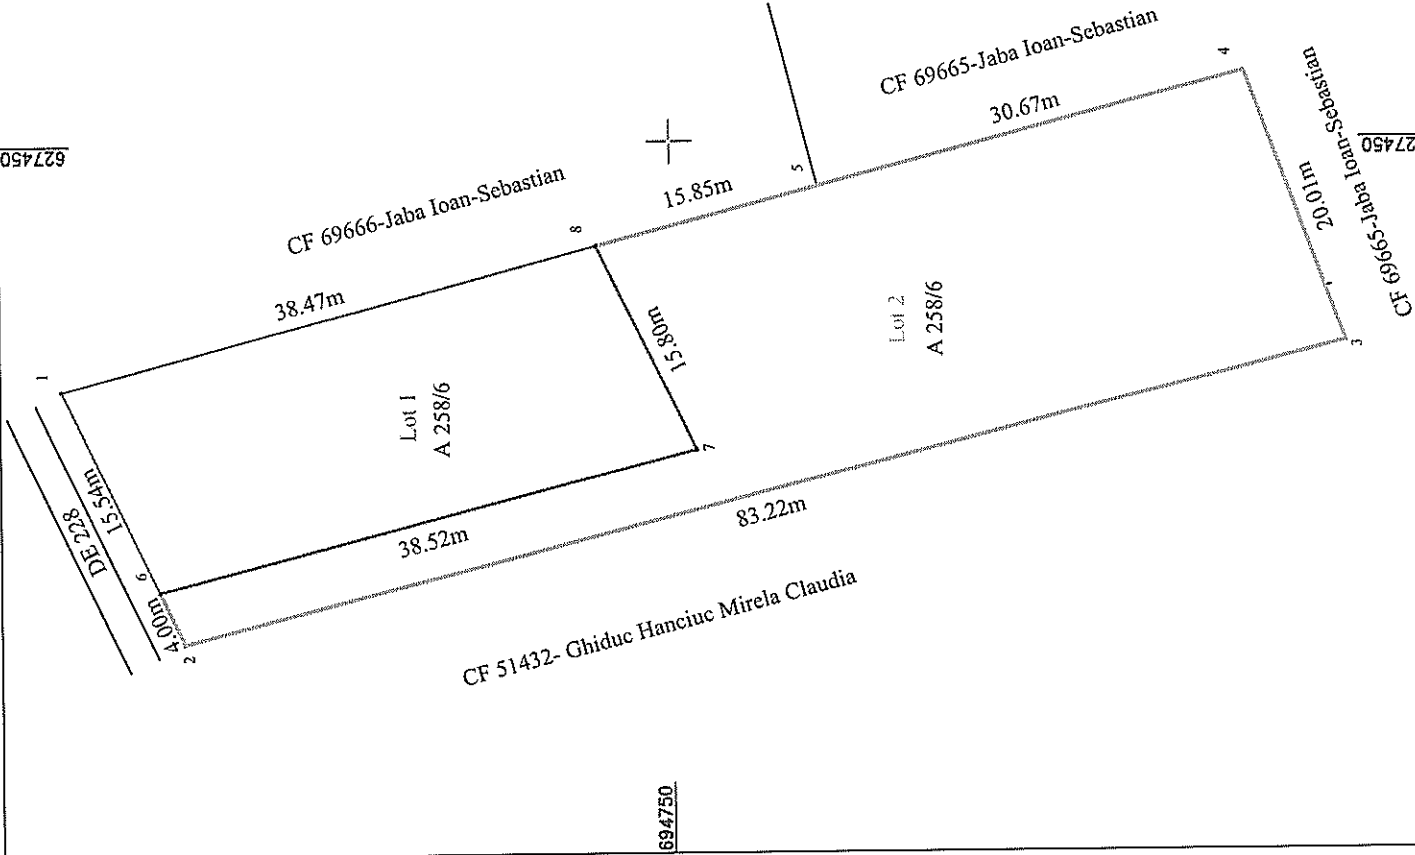 CF 69665-Jaba Ioan-Sebastian
4
30.67m
627450
CF 69666-Jaba Ioan-Sebastian
5
15.85m
8
38.47m
1
20.01m
CF 69665-Jaba Ioan-Sebastian
27450
3
Lot 2
A 258/6
15.80m
7
Lot 1
A 258/6
DE 228
15.54m
6
4.00m
2
38.52m
83.22m
CF 51432- Ghiduc Hanciuc Mirela Claudia
694750